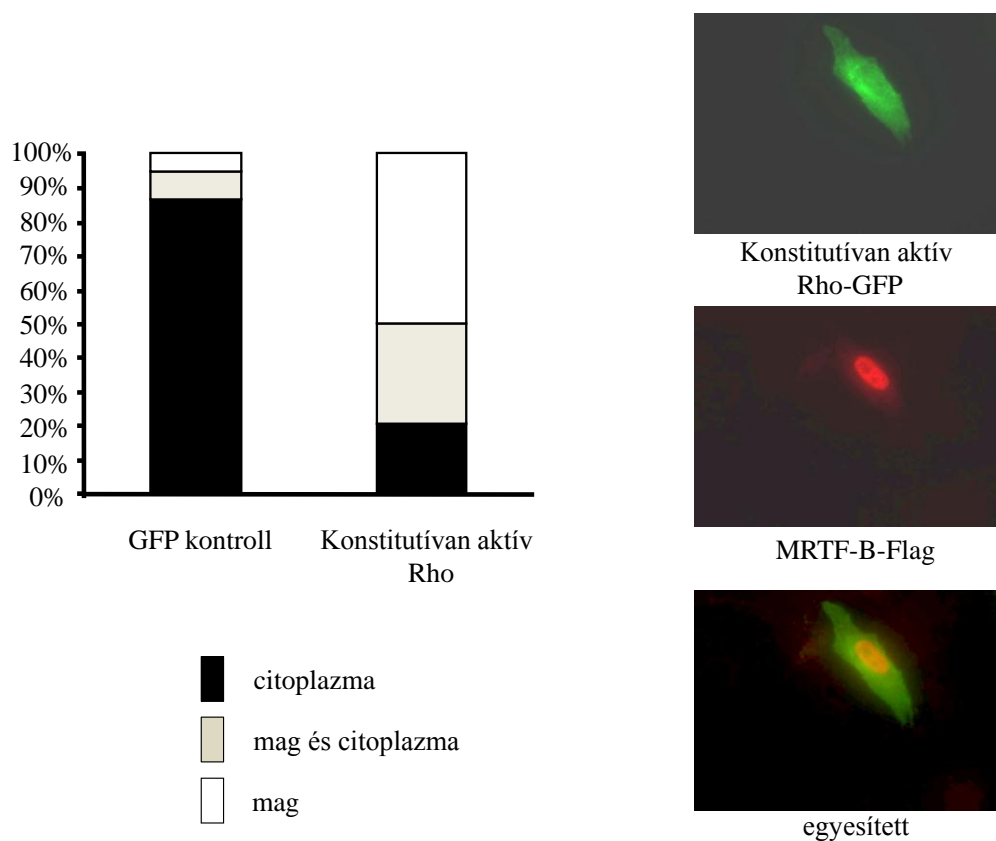 100%
90%
80%
70%
60%
50%
40%
30%
20%
10%
0%
GFP kontroll
Konstitutívan aktív
Rho
citoplazma
mag és citoplazma
mag
Konstitutívan aktív
Rho-GFP
MRTF-B-Flag
egyesített